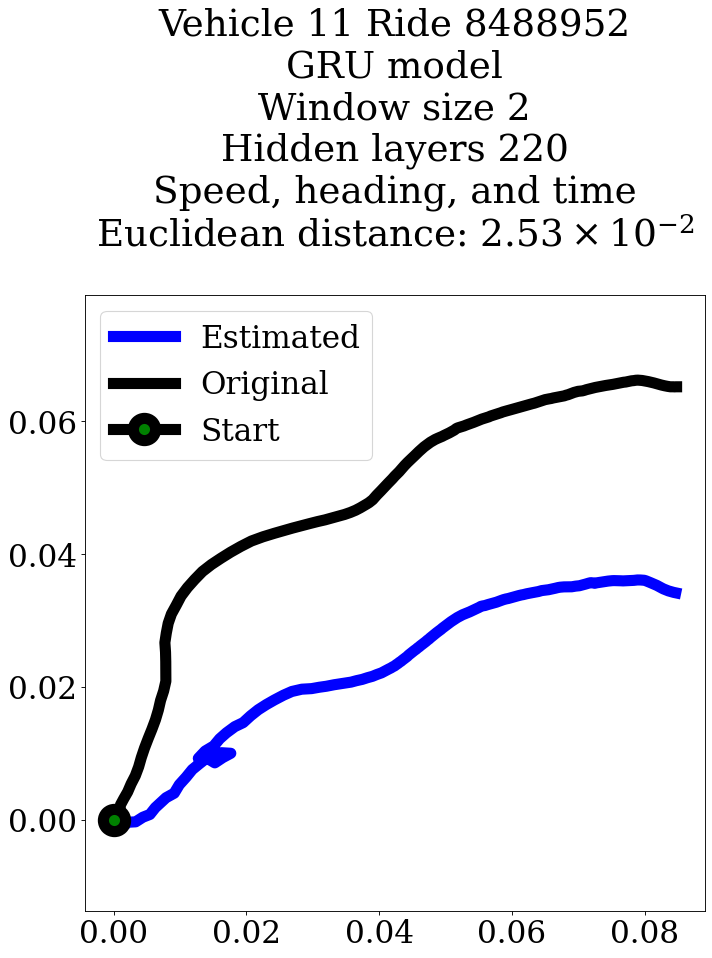 Vehicle 11 Ride 8488952
GRU model
Window size 2
Hidden layers 220
Speed, heading, and time
Euclidean distance: 2.53 × 10⁻²
Estimated
Original
Start
0.06
0.04
0.02
0.00
0.00 0.02 0.04 0.06 0.08